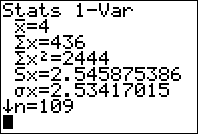 Stats 1-Var
x̅=4
Σx=436
Σx²=2444
Sx=2.545875386
σx=2.53417015
↓n=109